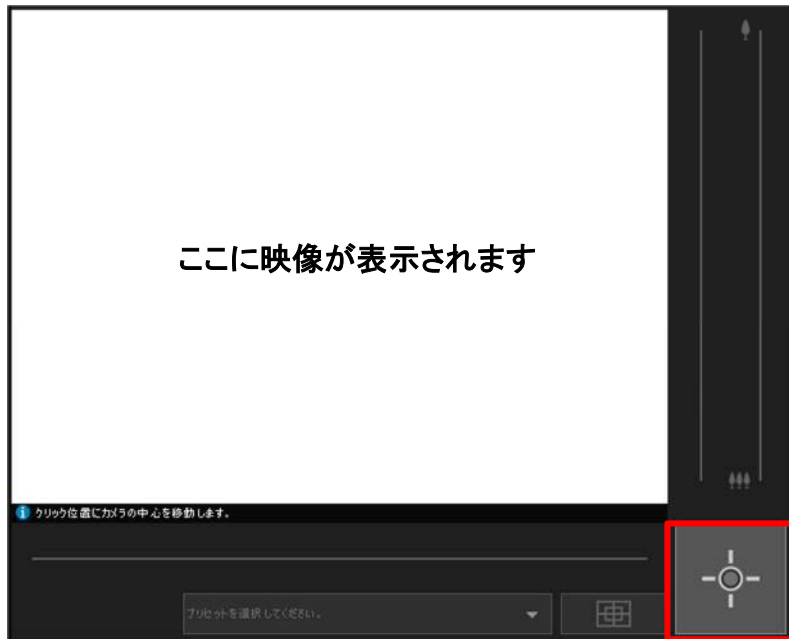 ここに映像が表示されます
クリック位置にカメラの中心を移動します。
プリセットを選択してください。